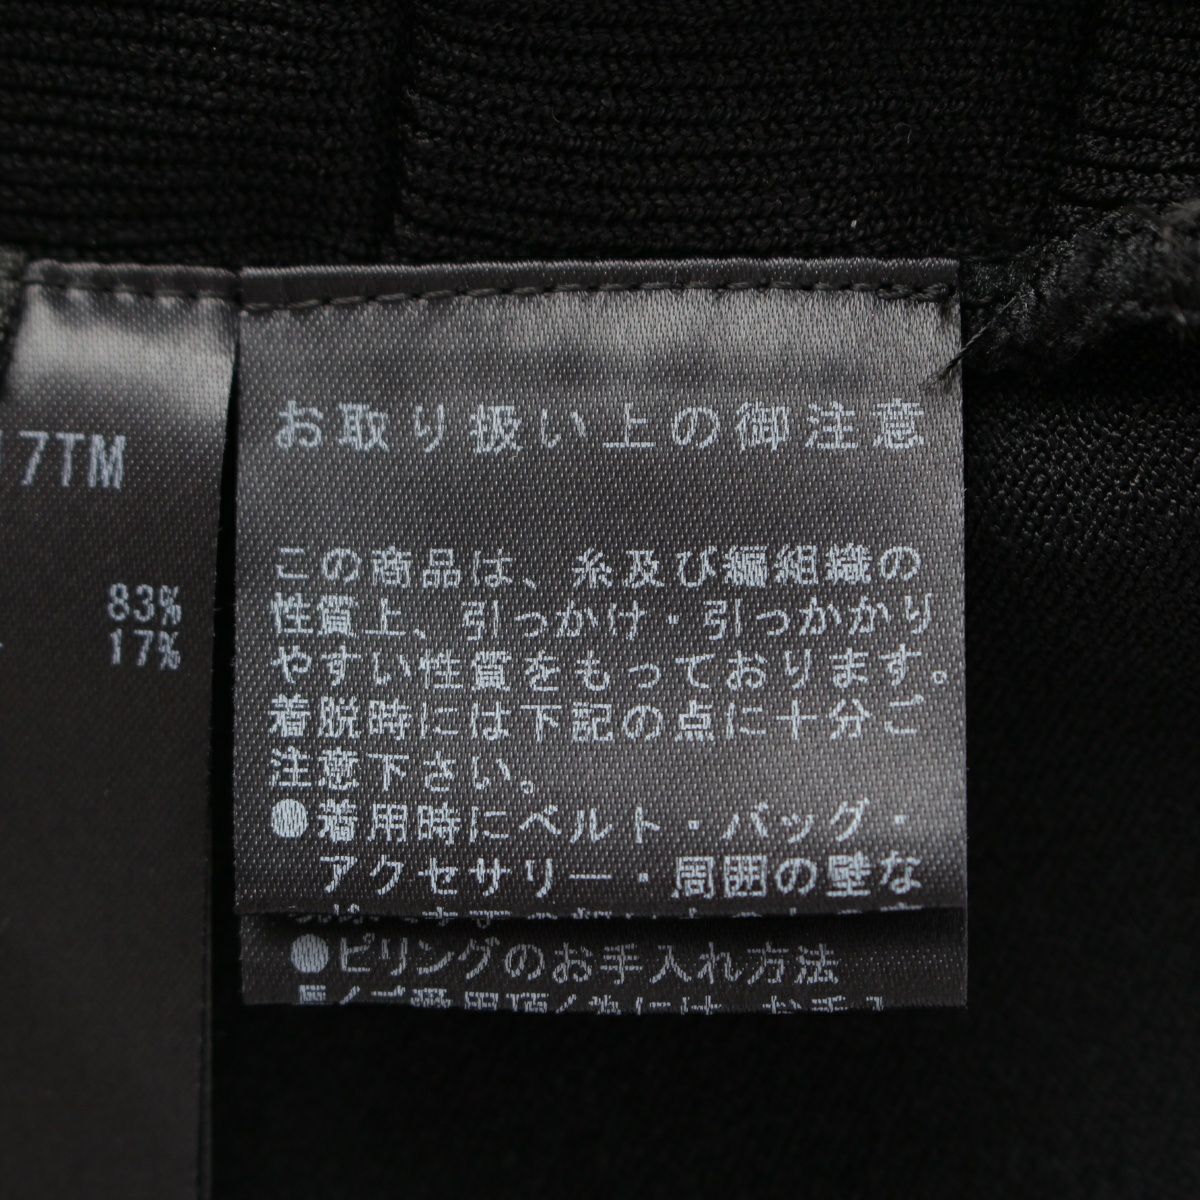 17TM
83%
17%
お取り扱い上の御注意
この商品は、糸及び編組織の
性質上、引っかけ・引っかかり
やすい性質をもっております。
着脱時には下記の点に十分ご
注意下さい。
●着用時にベルト・バッグ・
アクセサリー・周囲の壁な
●ピリングのお手入れ方法